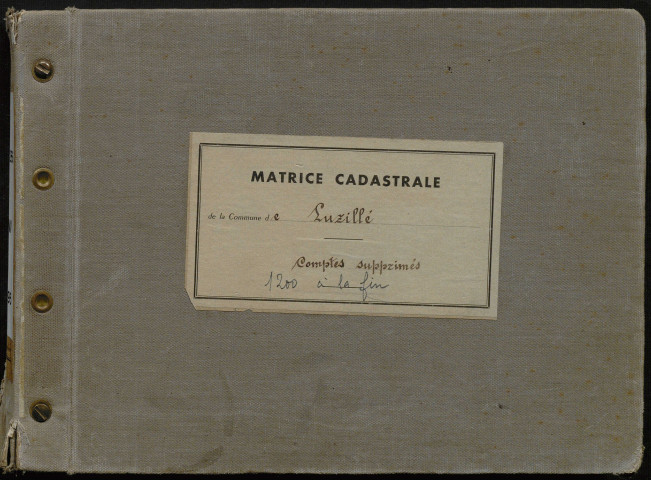 MATRICE CADASTRALE
de la Commune de Luzillé
Comptes supprimés
1200 à la fin